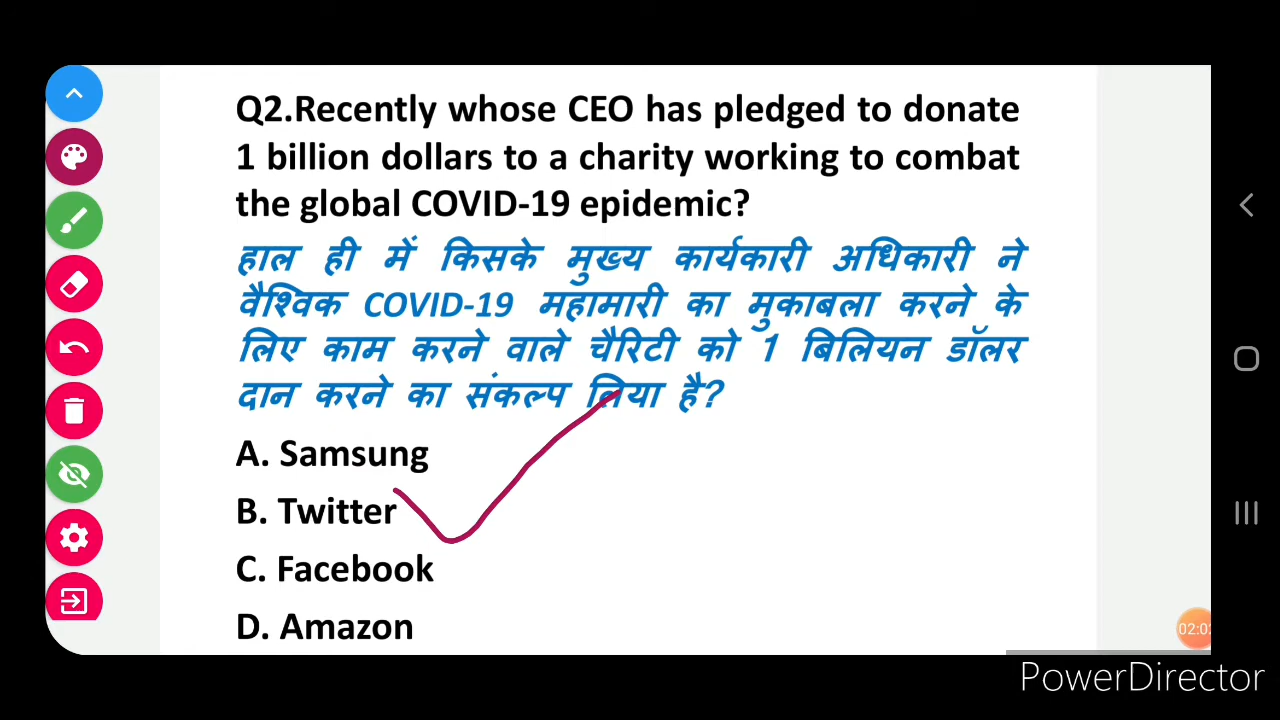 Q2.Recently whose CEO has pledged to donate
1 billion dollars to a charity working to combat
the global COVID-19 epidemic?
हाल ही में किसके मुख्य कार्यकारी अधिकारी ने
वैश्विक COVID-19 महामारी का मुकाबला करने के
लिए काम करने वाले चैरिटी को 1 बिलियन डॉलर
दान करने का संकल्प लिया है?
A. Samsung
B. Twitter
C. Facebook
D. Amazon
PowerDirector